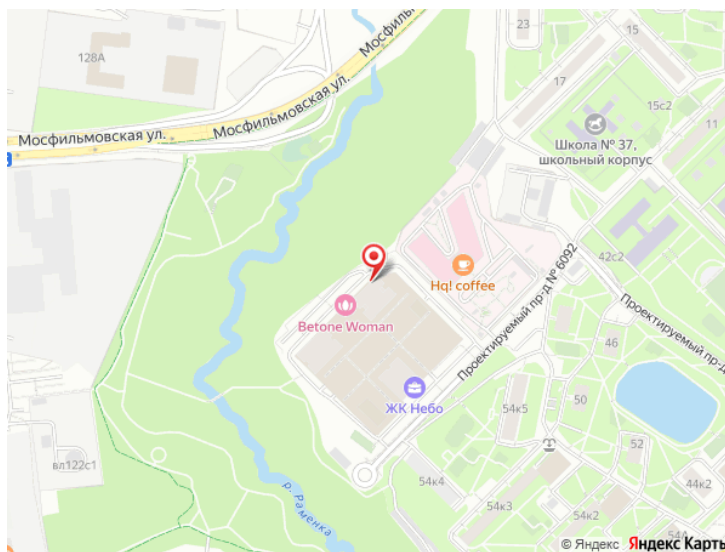 23
15
Мосфильмовская
128А
17
15с2
11
Мосфильмовская ул.
Мосфильмовская ул.
Школа № 37,
школьный корпус
42с2
Hq! coffee
Проектируемый пр-д № 6092
Проектируемый пр-д
Betone Woman
46
ЖК Небо
50
54к5
52
вл122с1
54к4
44к2
р. Раменка
54к3
54к2
54А
© Яндекс Яндекс Карты